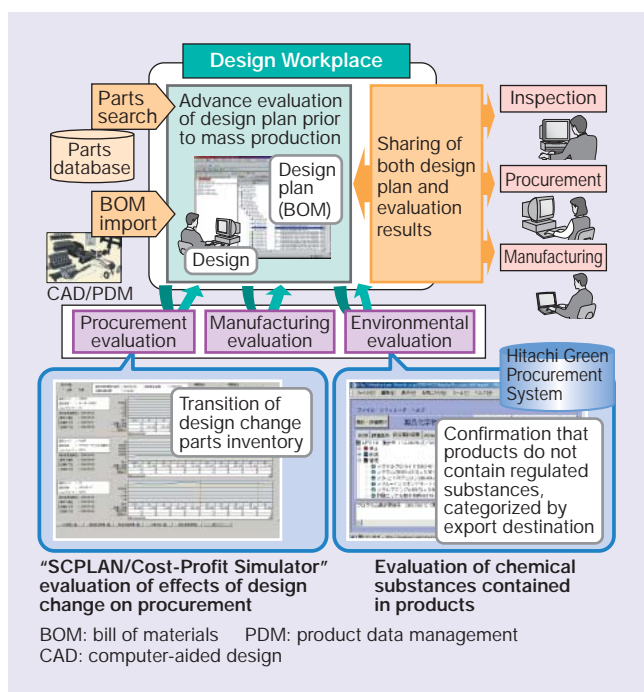 Design Workplace
Parts
search
Parts
database
BOM
import
CAD/PDM
Advance evaluation
of design plan prior
to mass production
Design
plan
(BOM)
Design
Sharing of
both design
plan and
evaluation
results
Inspection
Procurement
Manufacturing
Procurement
evaluation
Manufacturing
evaluation
Environmental
evaluation
Hitachi Green
Procurement
System
Transition of
design change
parts inventory
Confirmation that
products do not
contain regulated
substances,
categorized by
export destination
“SCPLAN/Cost-Profit Simulator”
evaluation of effects of design
change on procurement
Evaluation of chemical
substances contained
in products
BOM: bill of materials PDM: product data management
CAD: computer-aided design